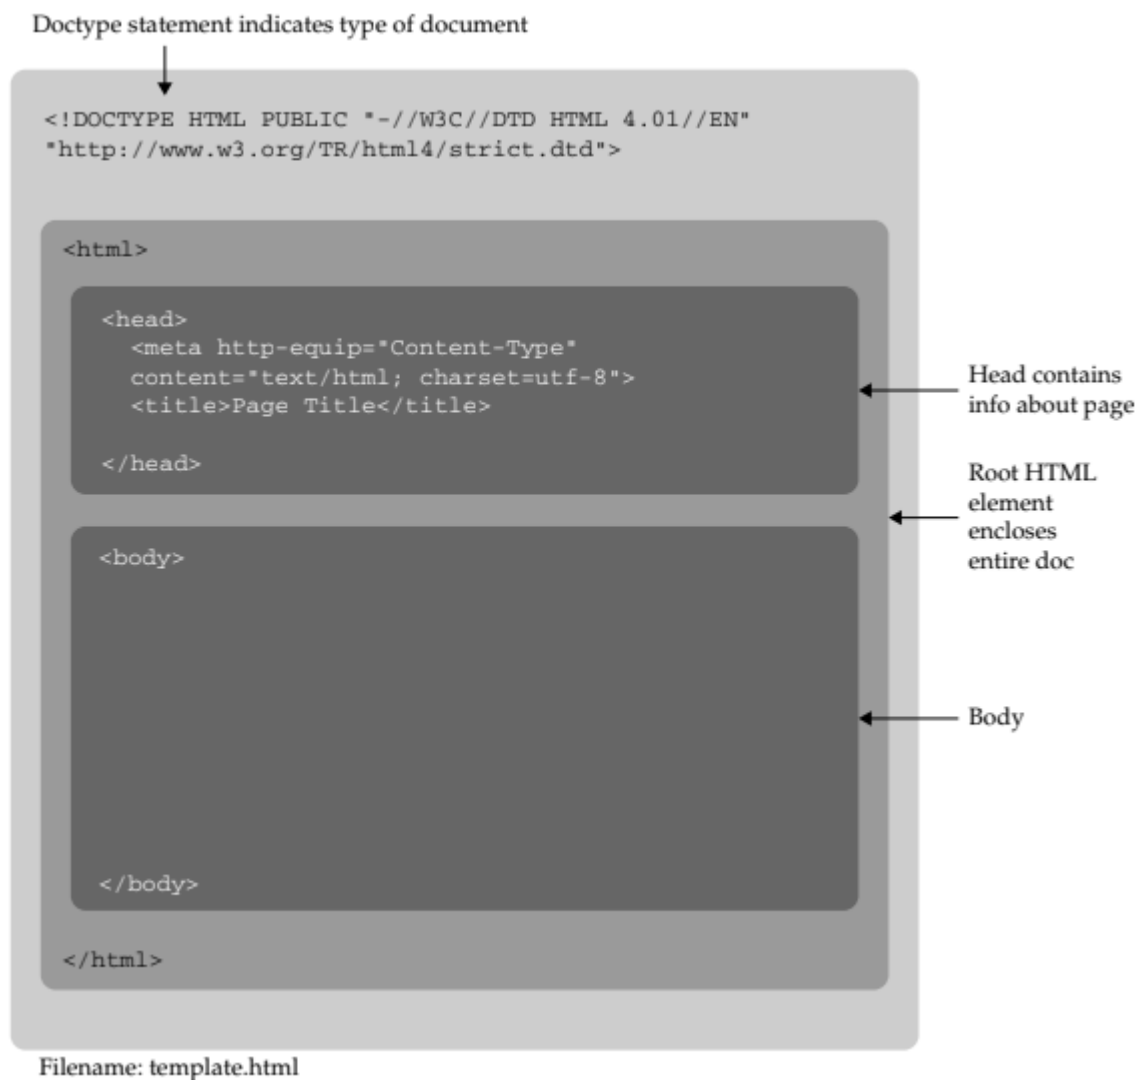 Doctype statement indicates type of document
<!DOCTYPE HTML PUBLIC "-//W3C//DTD HTML 4.01//EN"
"http://www.w3.org/TR/html4/strict.dtd">
<html>
<head>
<meta http-equip="Content-Type"
content="text/html; charset=utf-8">
<title>Page Title</title>
</head>
Head contains
info about page
Root HTML
element
encloses
entire doc
<body>
Body
</body>
</html>
Filename: template.html